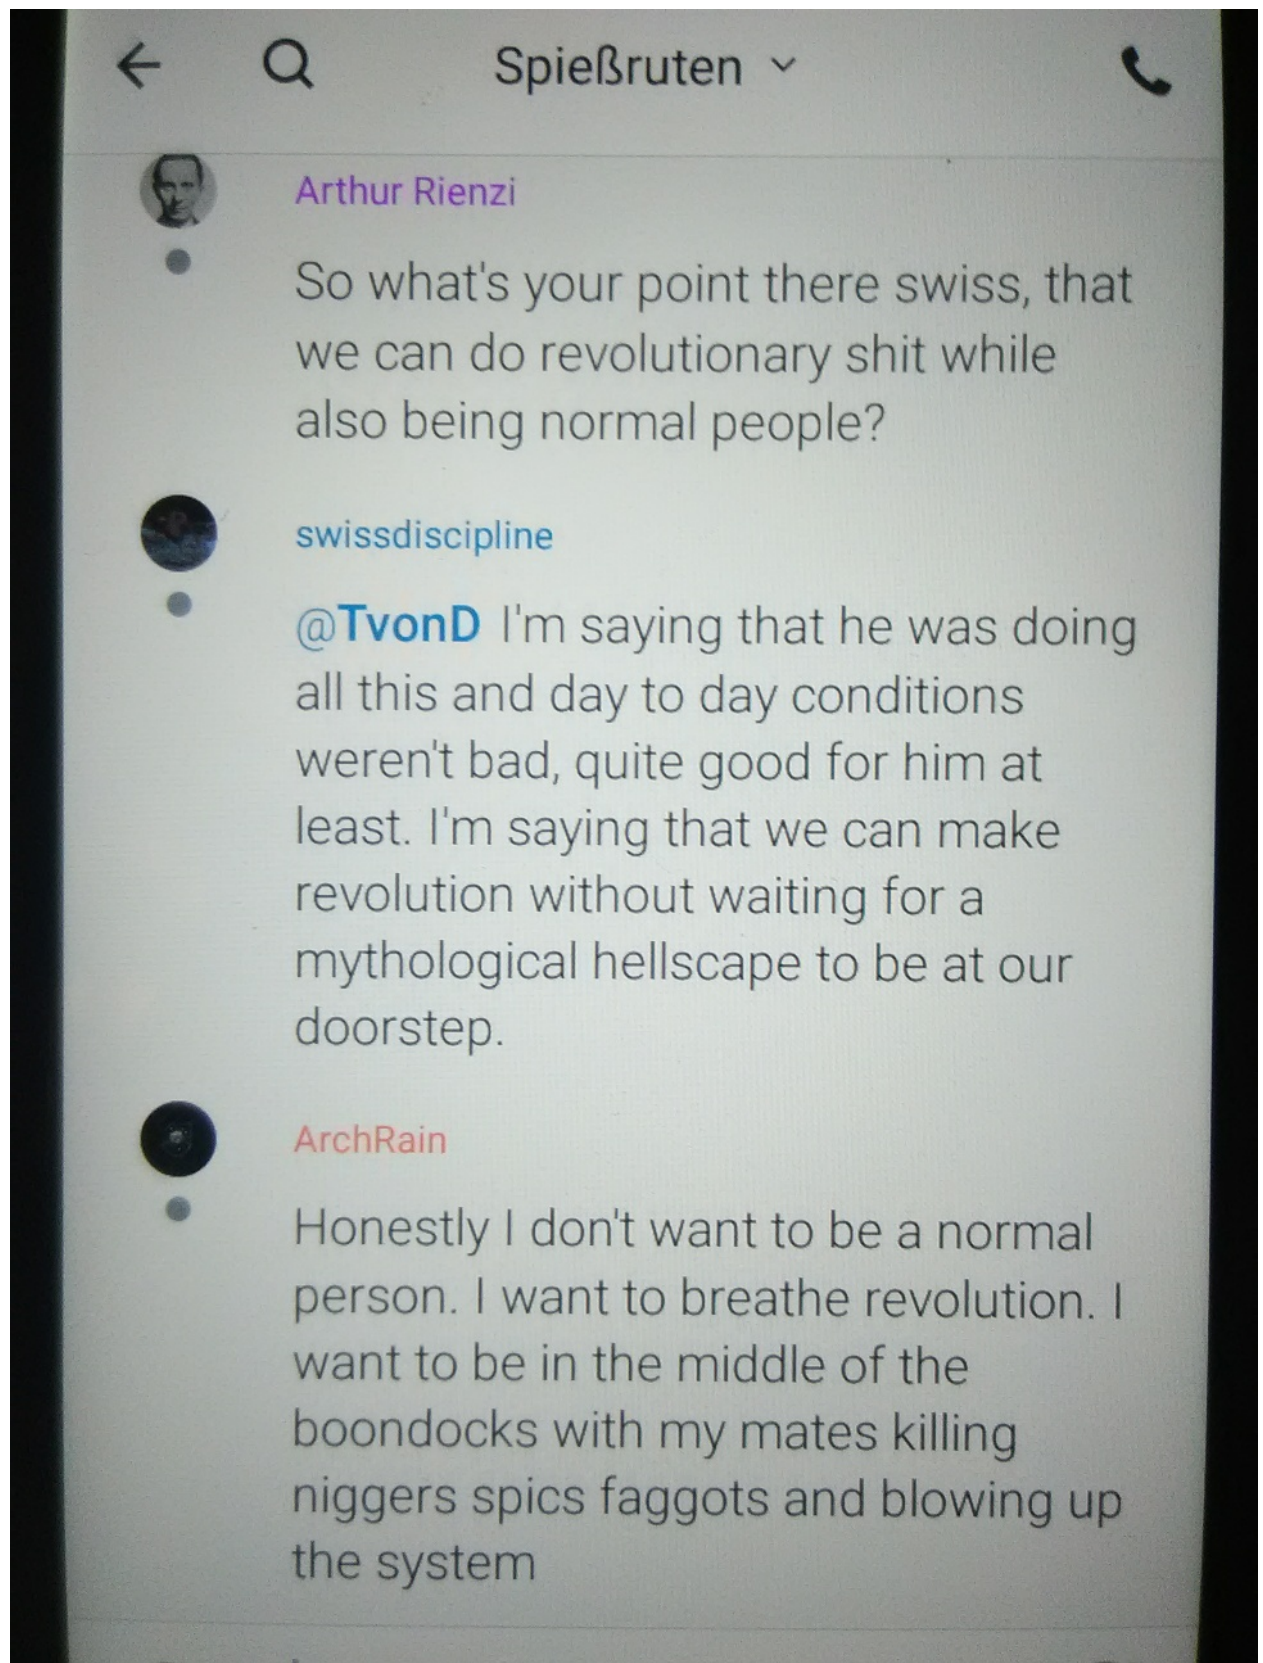 Spießruten
Arthur Rienzi
So what's your point there swiss, that
we can do revolutionary shit while
also being normal people?
swissdiscipline
@TvonD I'm saying that he was doing
all this and day to day conditions
weren't bad, quite good for him at
least. I'm saying that we can make
revolution without waiting for a
mythological hellscape to be at our
doorstep.
ArchRain
Honestly I don't want to be a normal
person. I want to breathe revolution. I
want to be in the middle of the
boondocks with my mates killing
niggers spics faggots and blowing up
the system